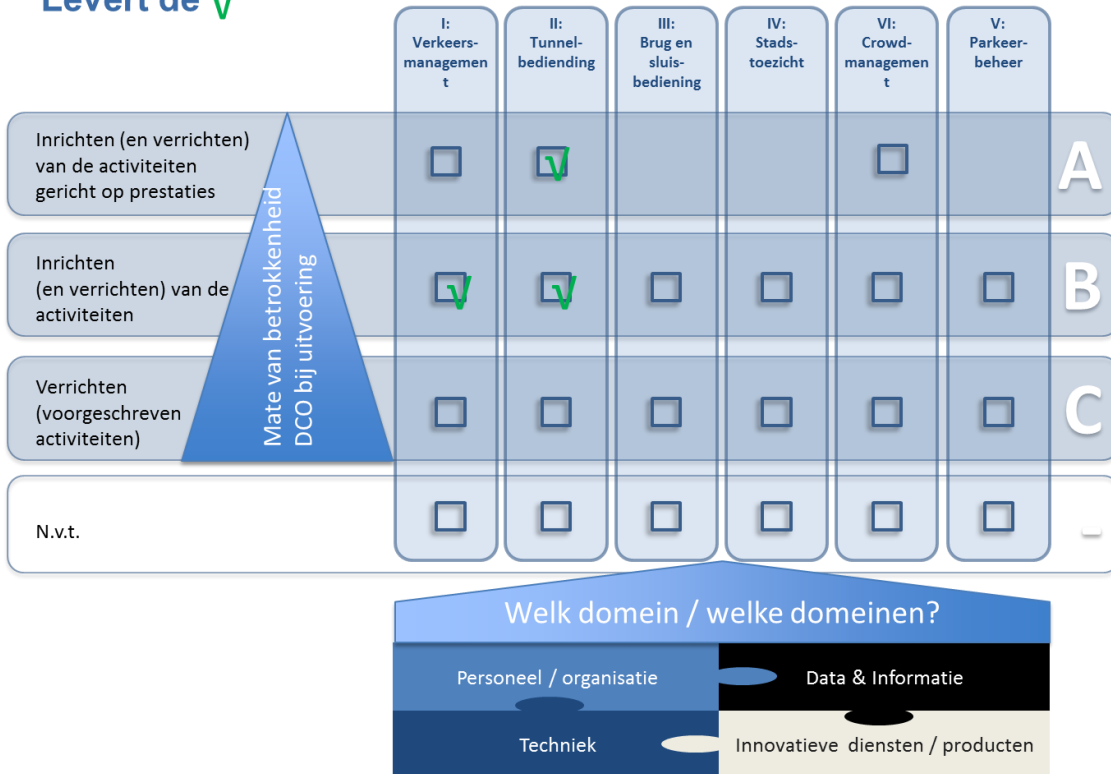 Levert de √
I:
Verkeers-
managemen
t
II:
Tunnel-
bediending
III:
Brug en
sluis-
bediening
IV:
Stads-
toezicht
VI:
Crowd-
managemen
t
V:
Parkeer-
beheer
Inrichten (en verrichten)
van de activiteiten
gericht op prestaties
√
A
Inrichten
(en verrichten) van de
activiteiten
√ √
B
Verrichten
(voorgeschreven
activiteiten)
C
Mate van betrokkenheid
DCO bij uitvoering
N.v.t.
-
Welk domein / welke domeinen?
Personeel / organisatie
Data & Informatie
Techniek
Innovatieve diensten / producten